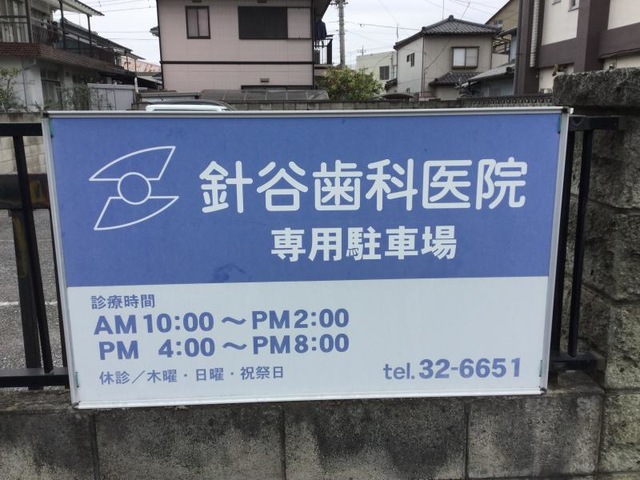 針谷歯科医院
専用駐車場
診療時間
AM 10:00 〜 PM 2:00
PM 4:00 〜 PM 8:00
休診／木曜・日曜・祝祭日
tel. 32-6651